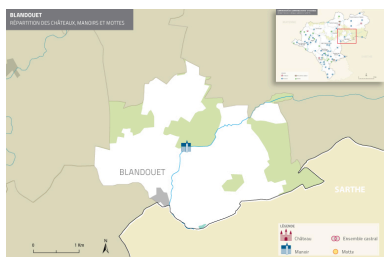 BLANDOUET
RÉPARTITION DES CHÂTEAUX, MANOIRS ET MOTTES
BLANDOUET
SARTHE
N
0
1 Km
LÉGENDE
Château
Ensemble castral
Manoir
Motte